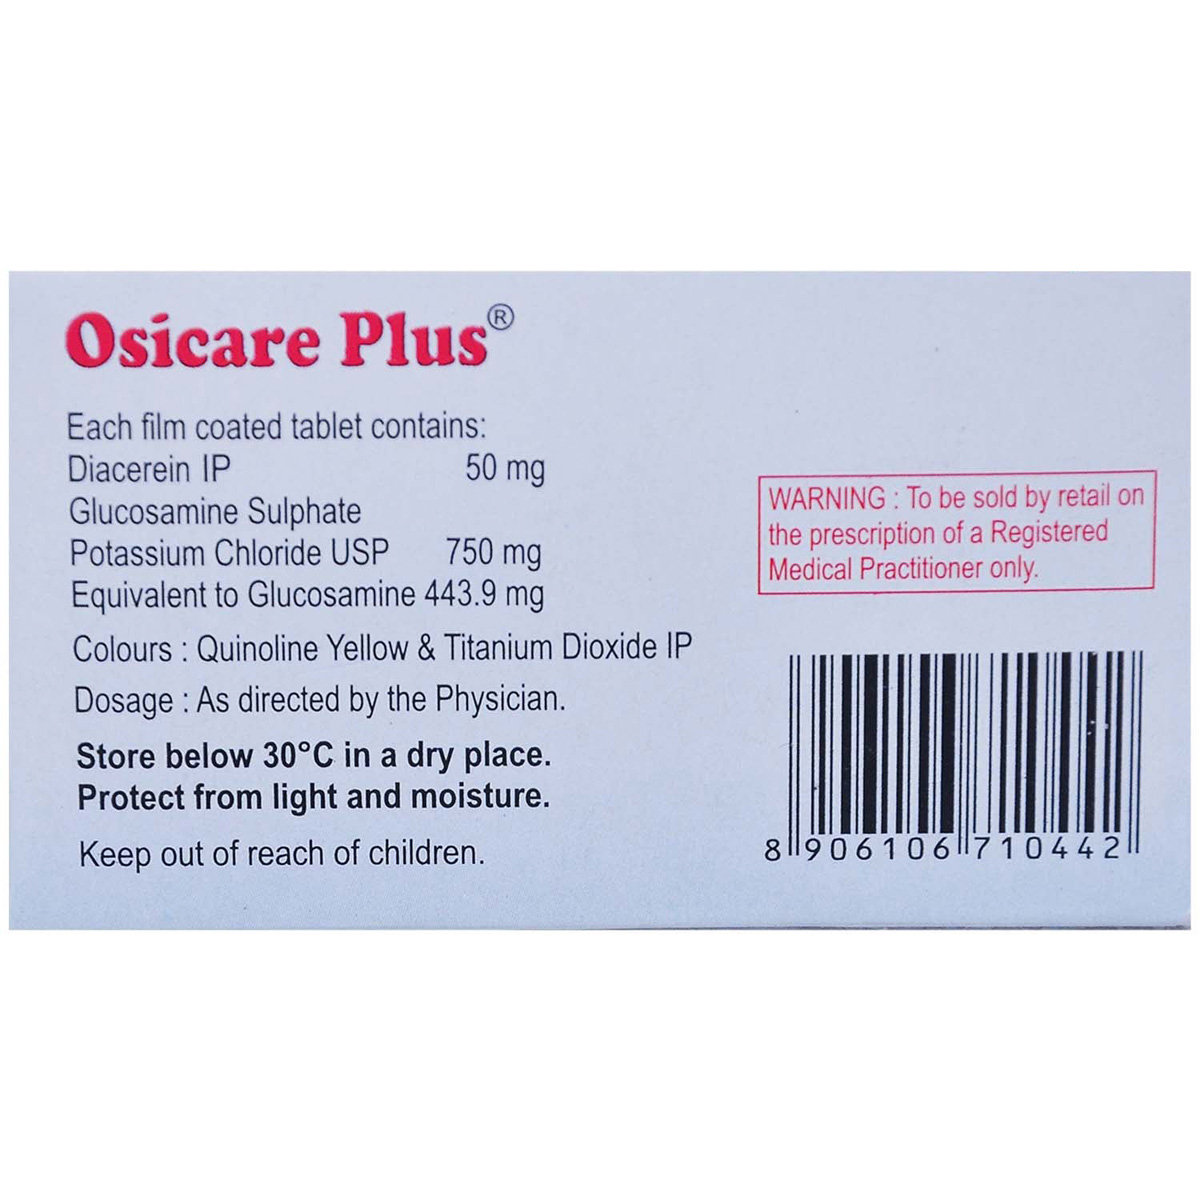 Osicare Plus®
Each film coated tablet contains:
Diacerein IP 50 mg
Glucosamine Sulphate
Potassium Chloride USP 750 mg
Equivalent to Glucosamine 443.9 mg
Colours : Quinoline Yellow & Titanium Dioxide IP
Dosage : As directed by the Physician.
Store below 30°C in a dry place.
Protect from light and moisture.
Keep out of reach of children.
WARNING : To be sold by retail on
the prescription of a Registered
Medical Practitioner only.
8 906106 710442